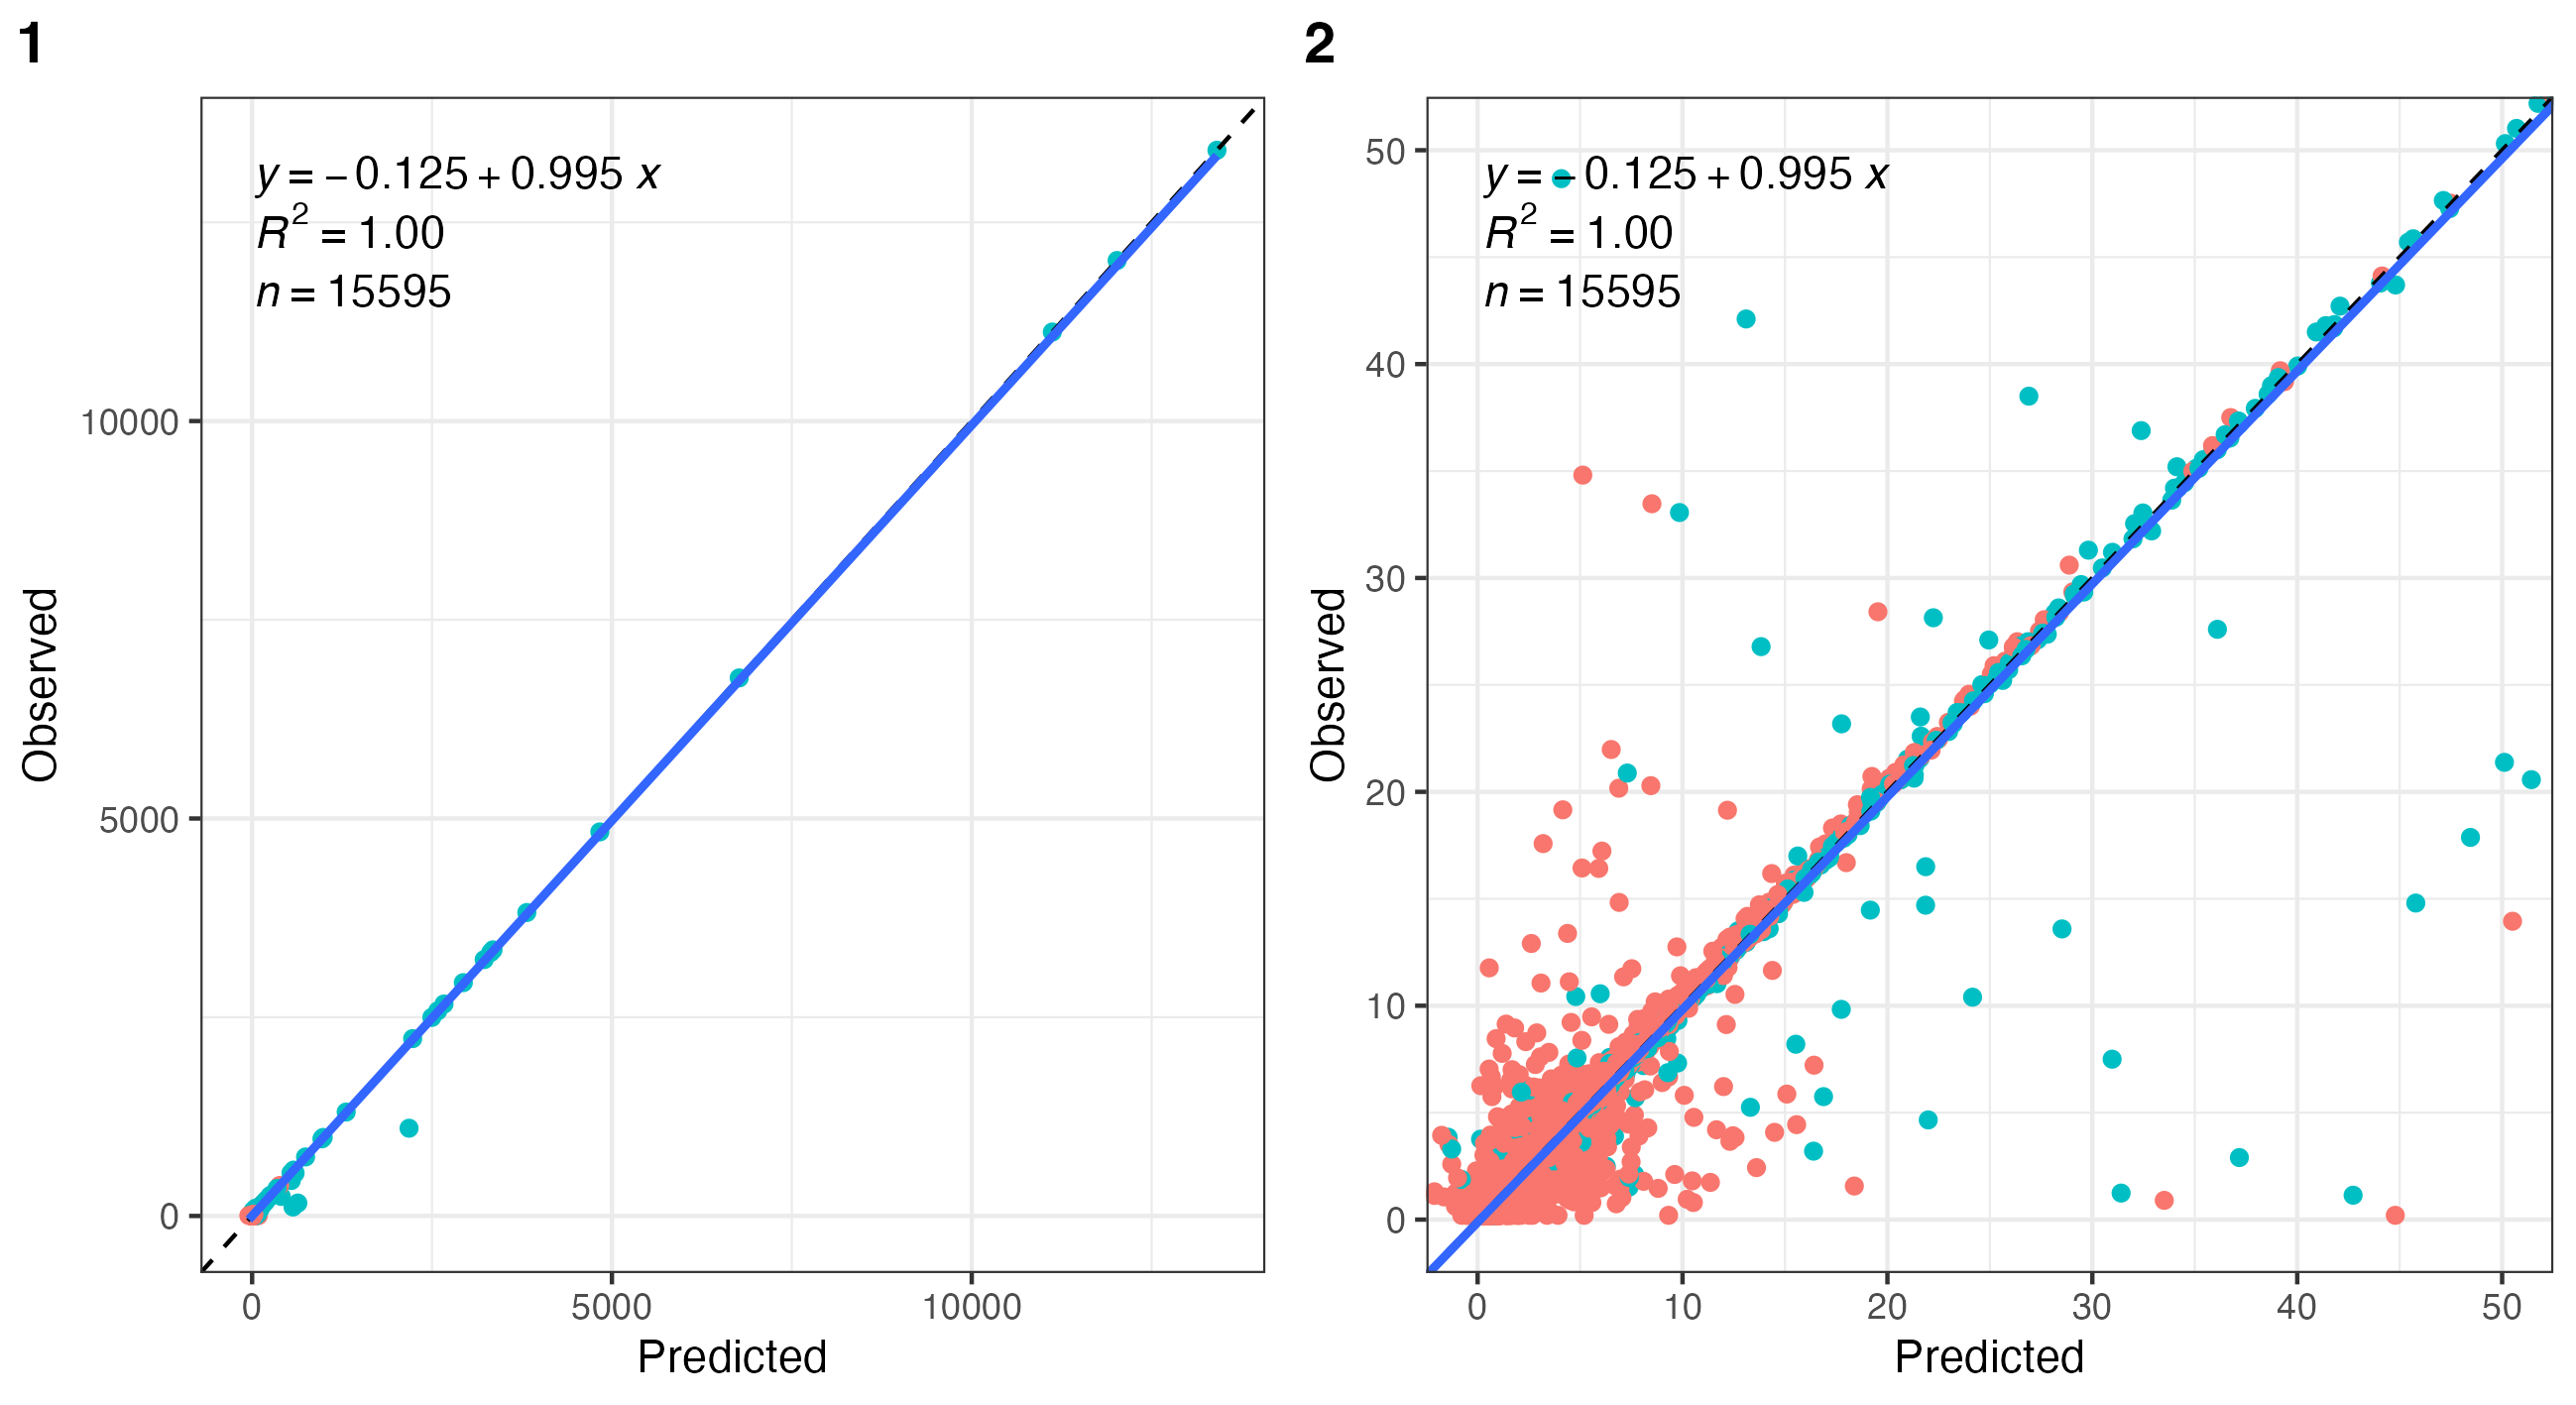 1
y = −0.125 + 0.995 x
R² = 1.00
n = 15595
10000
5000
0
0 5000 10000
Predicted
Observed
2
y = −0.125 + 0.995 x
R² = 1.00
n = 15595
50
40
30
20
10
0
0 10 20 30 40 50
Predicted
Observed